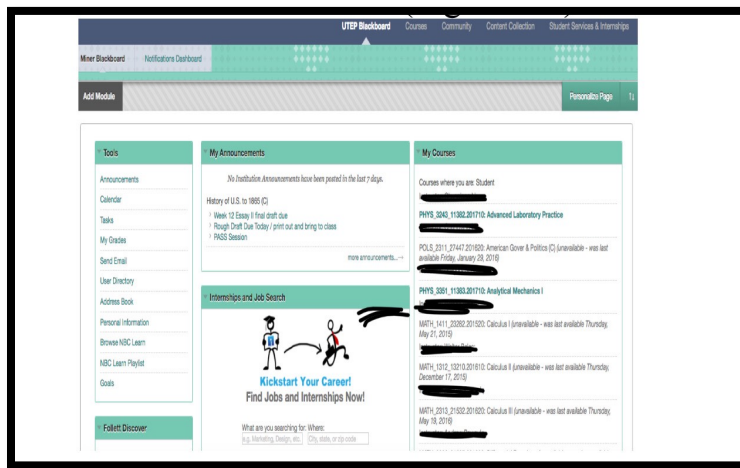 UTEP Blackboard Courses Community Content Collection Student Services & Internships
Miner Blackboard Notifications Dashboard
Add Module
Personalize Page
Tools
Announcements
Calendar
Tasks
My Grades
Send Email
User Directory
Address Book
Personal Information
Browse NBC Learn
NBC Learn Playlist
Goals
Follett Discover
My Announcements
No Institution Announcements have been posted in the last 7 days.
History of U.S. to 1865 (C)
Week 12 Essay II final draft due
Rough Draft Due Today / print out and bring to class
PASS Session
more announcements...→
Internships and Job Search
Kickstart Your Career!
Find Jobs and Internships Now!
What are you searching for: Where:
e.g. Marketing, Design, etc. City, state, or zip code
My Courses
Courses where you are: Student
PHYS_3243_11382.201710: Advanced Laboratory Practice
POLS_2311_27447.201620: American Gover & Politics (C) (unavailable - was last
available Friday, January 29, 2016)
PHYS_3351_11383.201710: Analytical Mechanics I
MATH_1411_23262.201520: Calculus I (unavailable - was last available Thursday,
May 21, 2015)
MATH_1312_13210.201610: Calculus II (unavailable - was last available Thursday,
December 17, 2015)
MATH_2313_21532.201620: Calculus III (unavailable - was last available Thursday,
May 19, 2016)